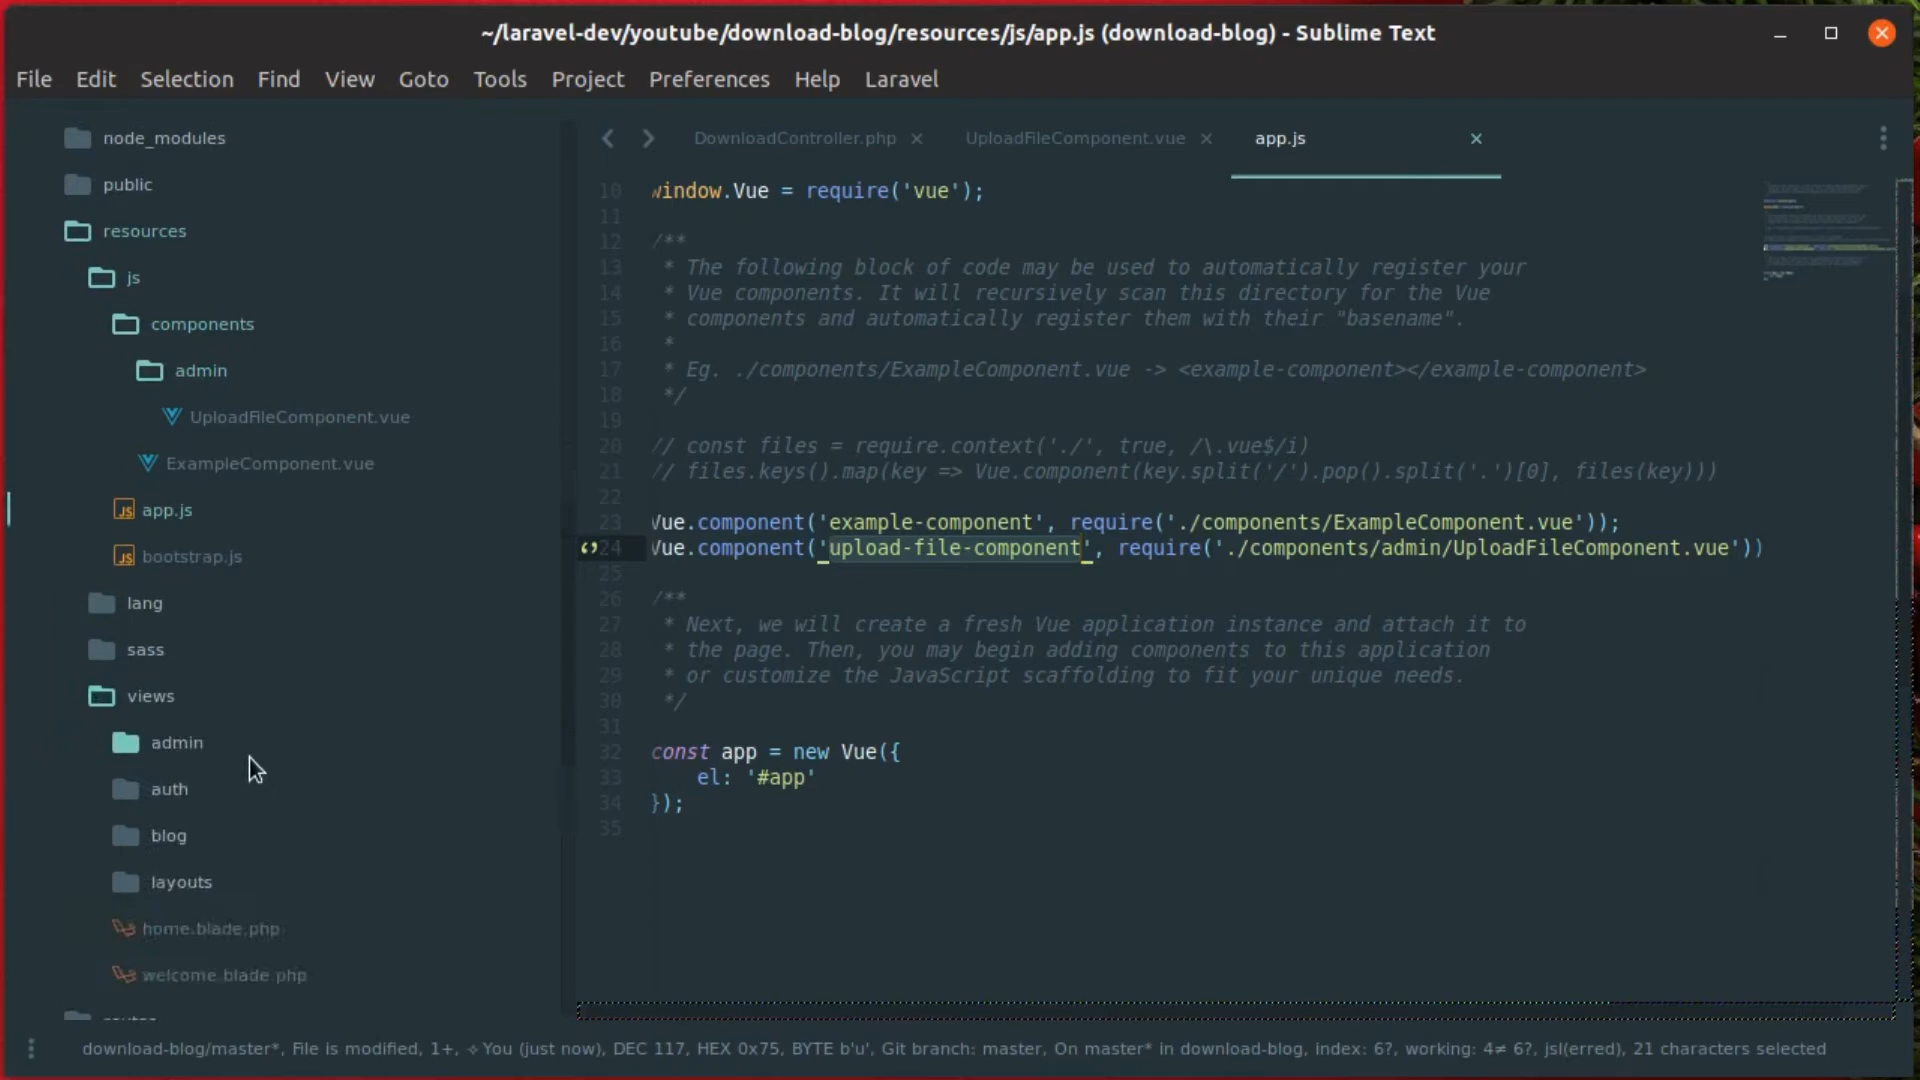 ~/laravel-dev/youtube/download-blog/resources/js/app.js (download-blog) - Sublime Text
File Edit Selection Find View Goto Tools Project Preferences Help Laravel
node_modules
public
resources
js
components
admin
UploadFileComponent.vue
ExampleComponent.vue
app.js
bootstrap.js
lang
sass
views
admin
auth
blog
layouts
home.blade.php
welcome.blade.php
DownloadController.php
UploadFileComponent.vue
app.js
10 window.Vue = require('vue');
11
12 /**
13 * The following block of code may be used to automatically register your
14 * Vue components. It will recursively scan this directory for the Vue
15 * components and automatically register them with their "basename".
16 *
17 * Eg. ./components/ExampleComponent.vue -> <example-component></example-component>
18 */
19
20 // const files = require.context('./', true, /\.vue$/i)
21 // files.keys().map(key => Vue.component(key.split('/').pop().split('.')[0], files(key)))
22
23 Vue.component('example-component', require('./components/ExampleComponent.vue'));
24 Vue.component('upload-file-component', require('./components/admin/UploadFileComponent.vue'))
25
26 /**
27 * Next, we will create a fresh Vue application instance and attach it to
28 * the page. Then, you may begin adding components to this application
29 * or customize the JavaScript scaffolding to fit your unique needs.
30 */
31
32 const app = new Vue({
33 el: '#app'
34 });
35
download-blog/master*, File is modified, 1+, ⟡ You (just now), DEC 117, HEX 0x75, BYTE b'u', Git branch: master, On master* in download-blog, index: 6?, working: 4≠ 6?, jsl(erred), 21 characters selected